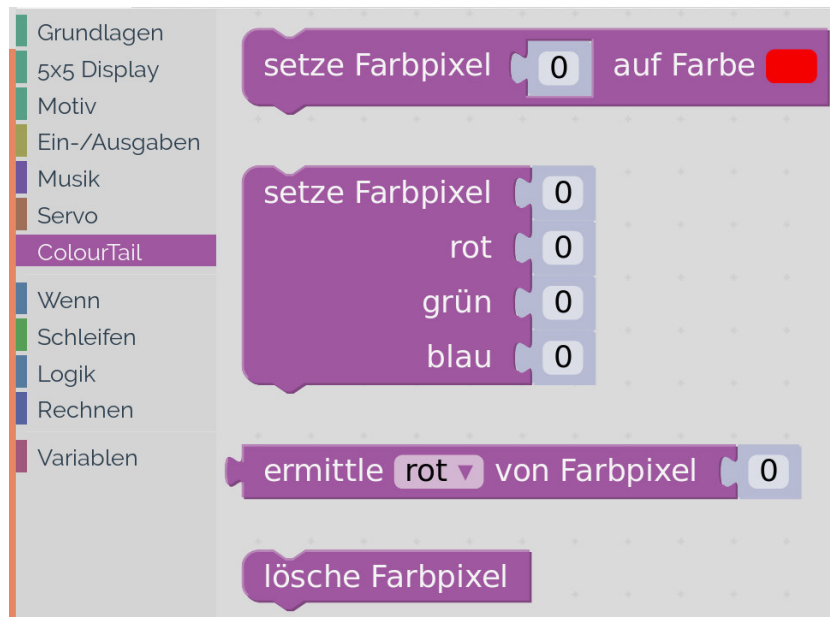 Grundlagen
5x5 Display
Motiv
Ein-/Ausgaben
Musik
Servo
ColourTail
Wenn
Schleifen
Logik
Rechnen
Variablen
setze Farbpixel 0 auf Farbe
setze Farbpixel 0
rot 0
grün 0
blau 0
ermittle rot von Farbpixel 0
lösche Farbpixel